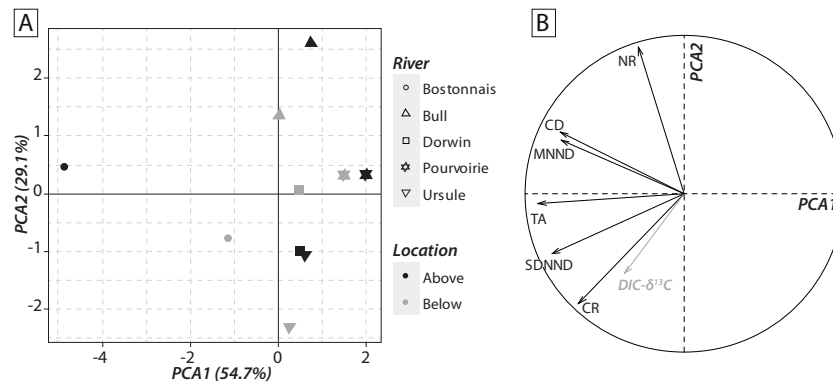 A
2
1
0
-1
-2
PCA2 (29.1%)
-4
-2
0
2
PCA1 (54.7%)
River
Bostonnais
Bull
Dorwin
Pourvoirie
Ursule
Location
Above
Below
B
NR
PCA2
CD
MNND
PCA1
TA
SDNND
DIC-δ¹³C
CR